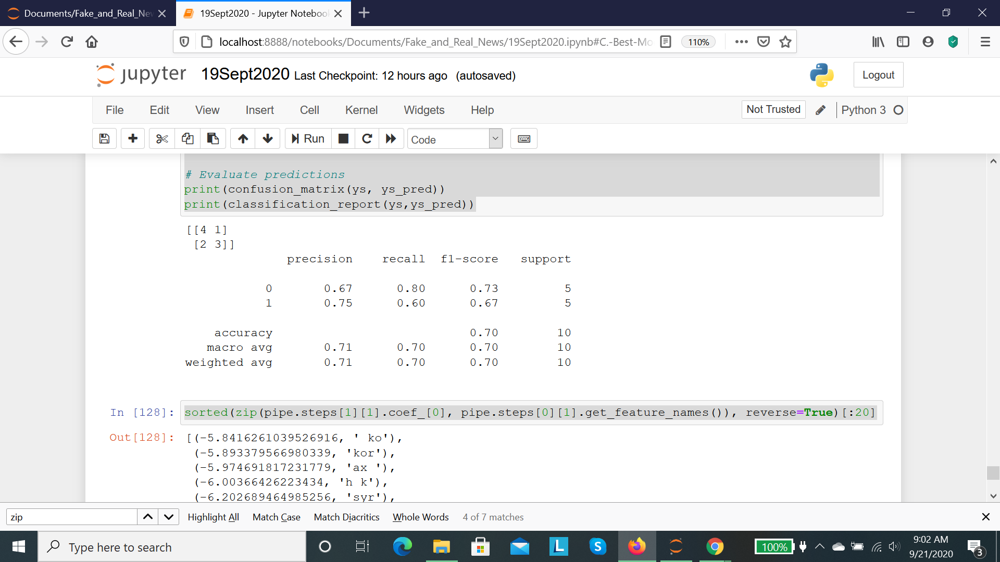 Documents/Fake_and_Real_Nev
19Sept2020 - Jupyter Notebook
localhost:8888/notebooks/Documents/Fake_and_Real_News/19Sept2020.ipynb#C.-Best-Mo
110%
jupyter 19Sept2020 Last Checkpoint: 12 hours ago (autosaved)
Logout
File Edit View Insert Cell Kernel Widgets Help
Not Trusted
Python 3
Run
Code
# Evaluate predictions
print(confusion_matrix(ys, ys_pred))
print(classification_report(ys,ys_pred))
[[4 1]
[2 3]]
precision recall f1-score support
0 0.67 0.80 0.73 5
1 0.75 0.60 0.67 5
accuracy 0.70 10
macro avg 0.71 0.70 0.70 10
weighted avg 0.71 0.70 0.70 10
In [128]: sorted(zip(pipe.steps[1][1].coef_[0], pipe.steps[0][1].get_feature_names()), reverse=True)[:20]
Out[128]: [(-5.8416261039526916, ' ko'),
(-5.893379566980339, 'kor'),
(-5.974691817231779, 'ax '),
(-6.00366426223434, 'h k'),
(-6.202689464985256, 'syr'),
zip
Highlight All Match Case Match Diacritics Whole Words 4 of 7 matches
Type here to search
L
S
100%
9:02 AM
9/21/2020
3